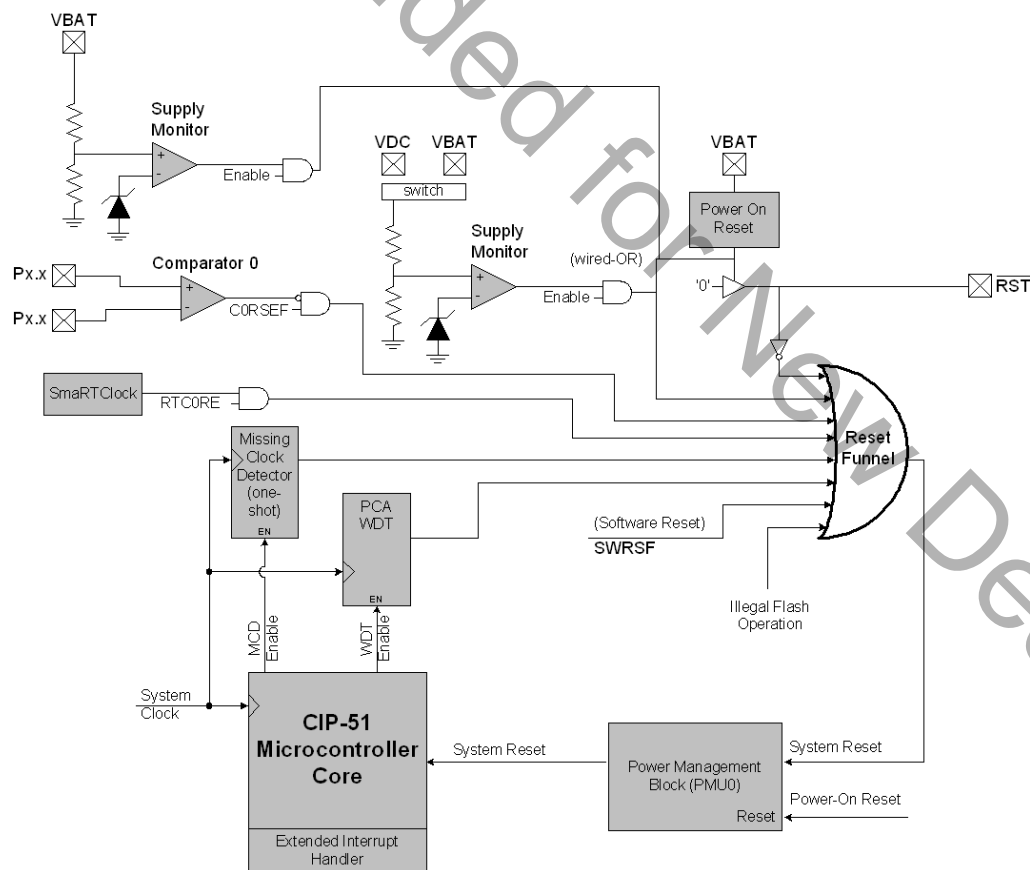 VBAT
Supply
Monitor
Enable
+
-
VDC
VBAT
switch
Supply
Monitor
Enable
+
-
(wired-OR)
VBAT
Power On
Reset
'0'
RST
Px.x
Px.x
Comparator 0
+
-
C0RSEF
SmaRTClock
RTC0RE
Missing
Clock
Detector
(one-
shot)
EN
PCA
WDT
EN
Reset
Funnel
(Software Reset)
SWRSF
Illegal Flash
Operation
MCD
Enable
WDT
Enable
System
Clock
CIP-51
Microcontroller
Core
Extended Interrupt
Handler
System Reset
Power Management
Block (PMU0)
Reset
System Reset
Power-On Reset
for New